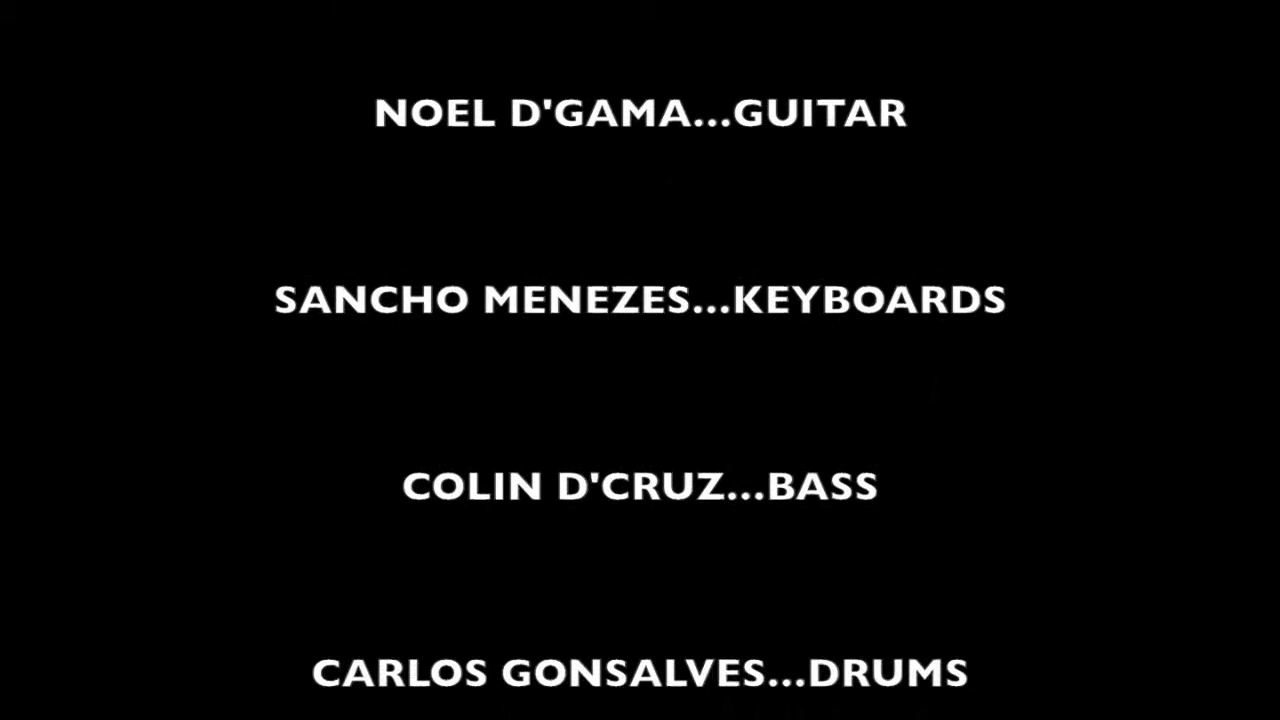 NOEL D'GAMA...GUITAR
SANCHO MENEZES...KEYBOARDS
COLIN D'CRUZ...BASS
CARLOS GONSALVES...DRUMS